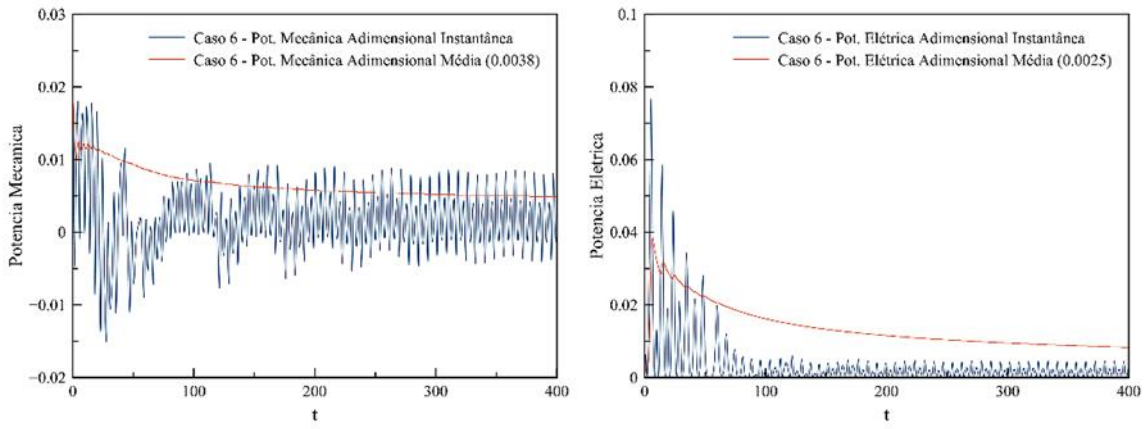 0.03
0.02
0.01
0
−0.01
−0.02
Potencia Mecanica
Caso 6 - Pot. Mecânica Adimensional Instantânca
Caso 6 - Pot. Mecânica Adimensional Média (0.0038)
0
100
200
300
400
t
0.1
0.08
0.06
0.04
0.02
0
Potencia Eletrica
Caso 6 - Pot. Elétrica Adimensional Instantânca
Caso 6 - Pot. Elétrica Adimensional Média (0.0025)
0
100
200
300
400
t